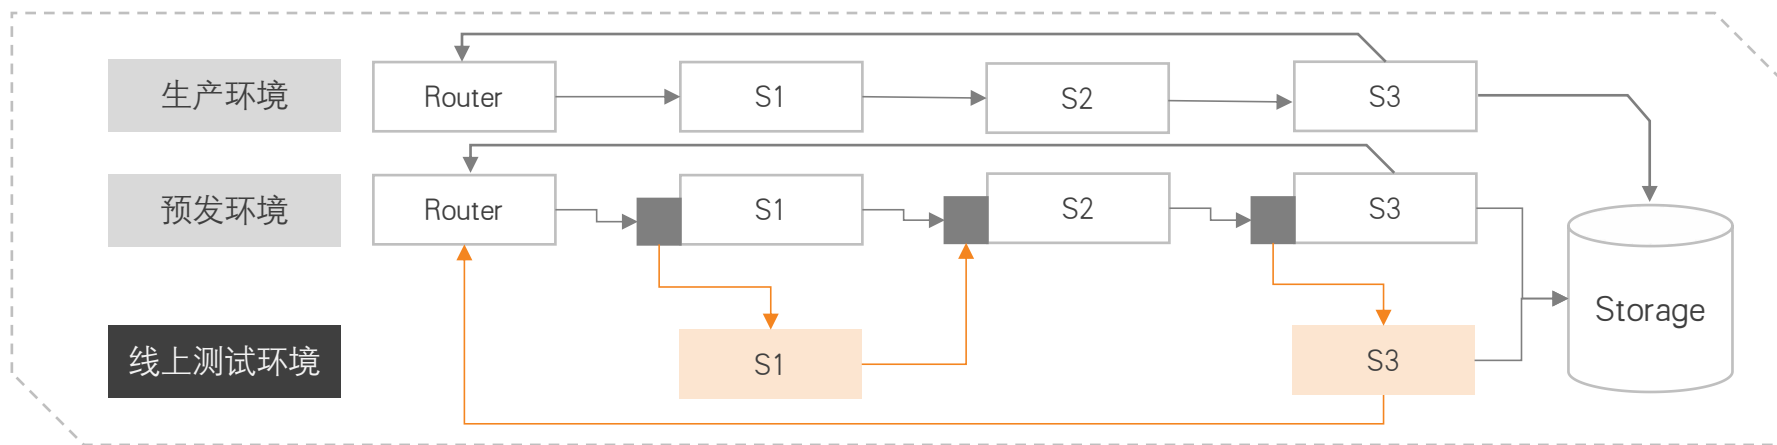 生产环境
Router
S1
S2
S3
预发环境
Router
S1
S2
S3
Storage
线上测试环境
S1
S3